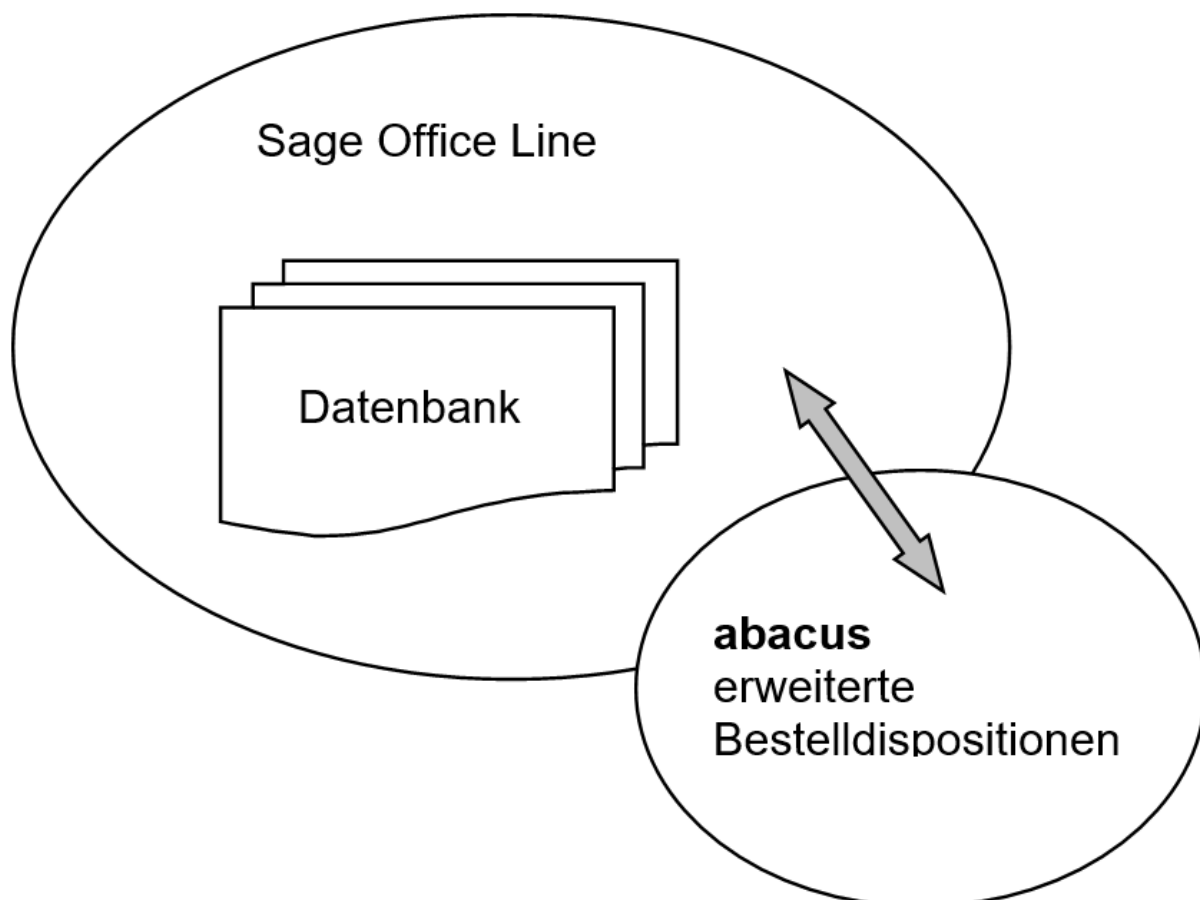 Sage Office Line
Datenbank
abacus
erweiterte
Bestelldispositionen